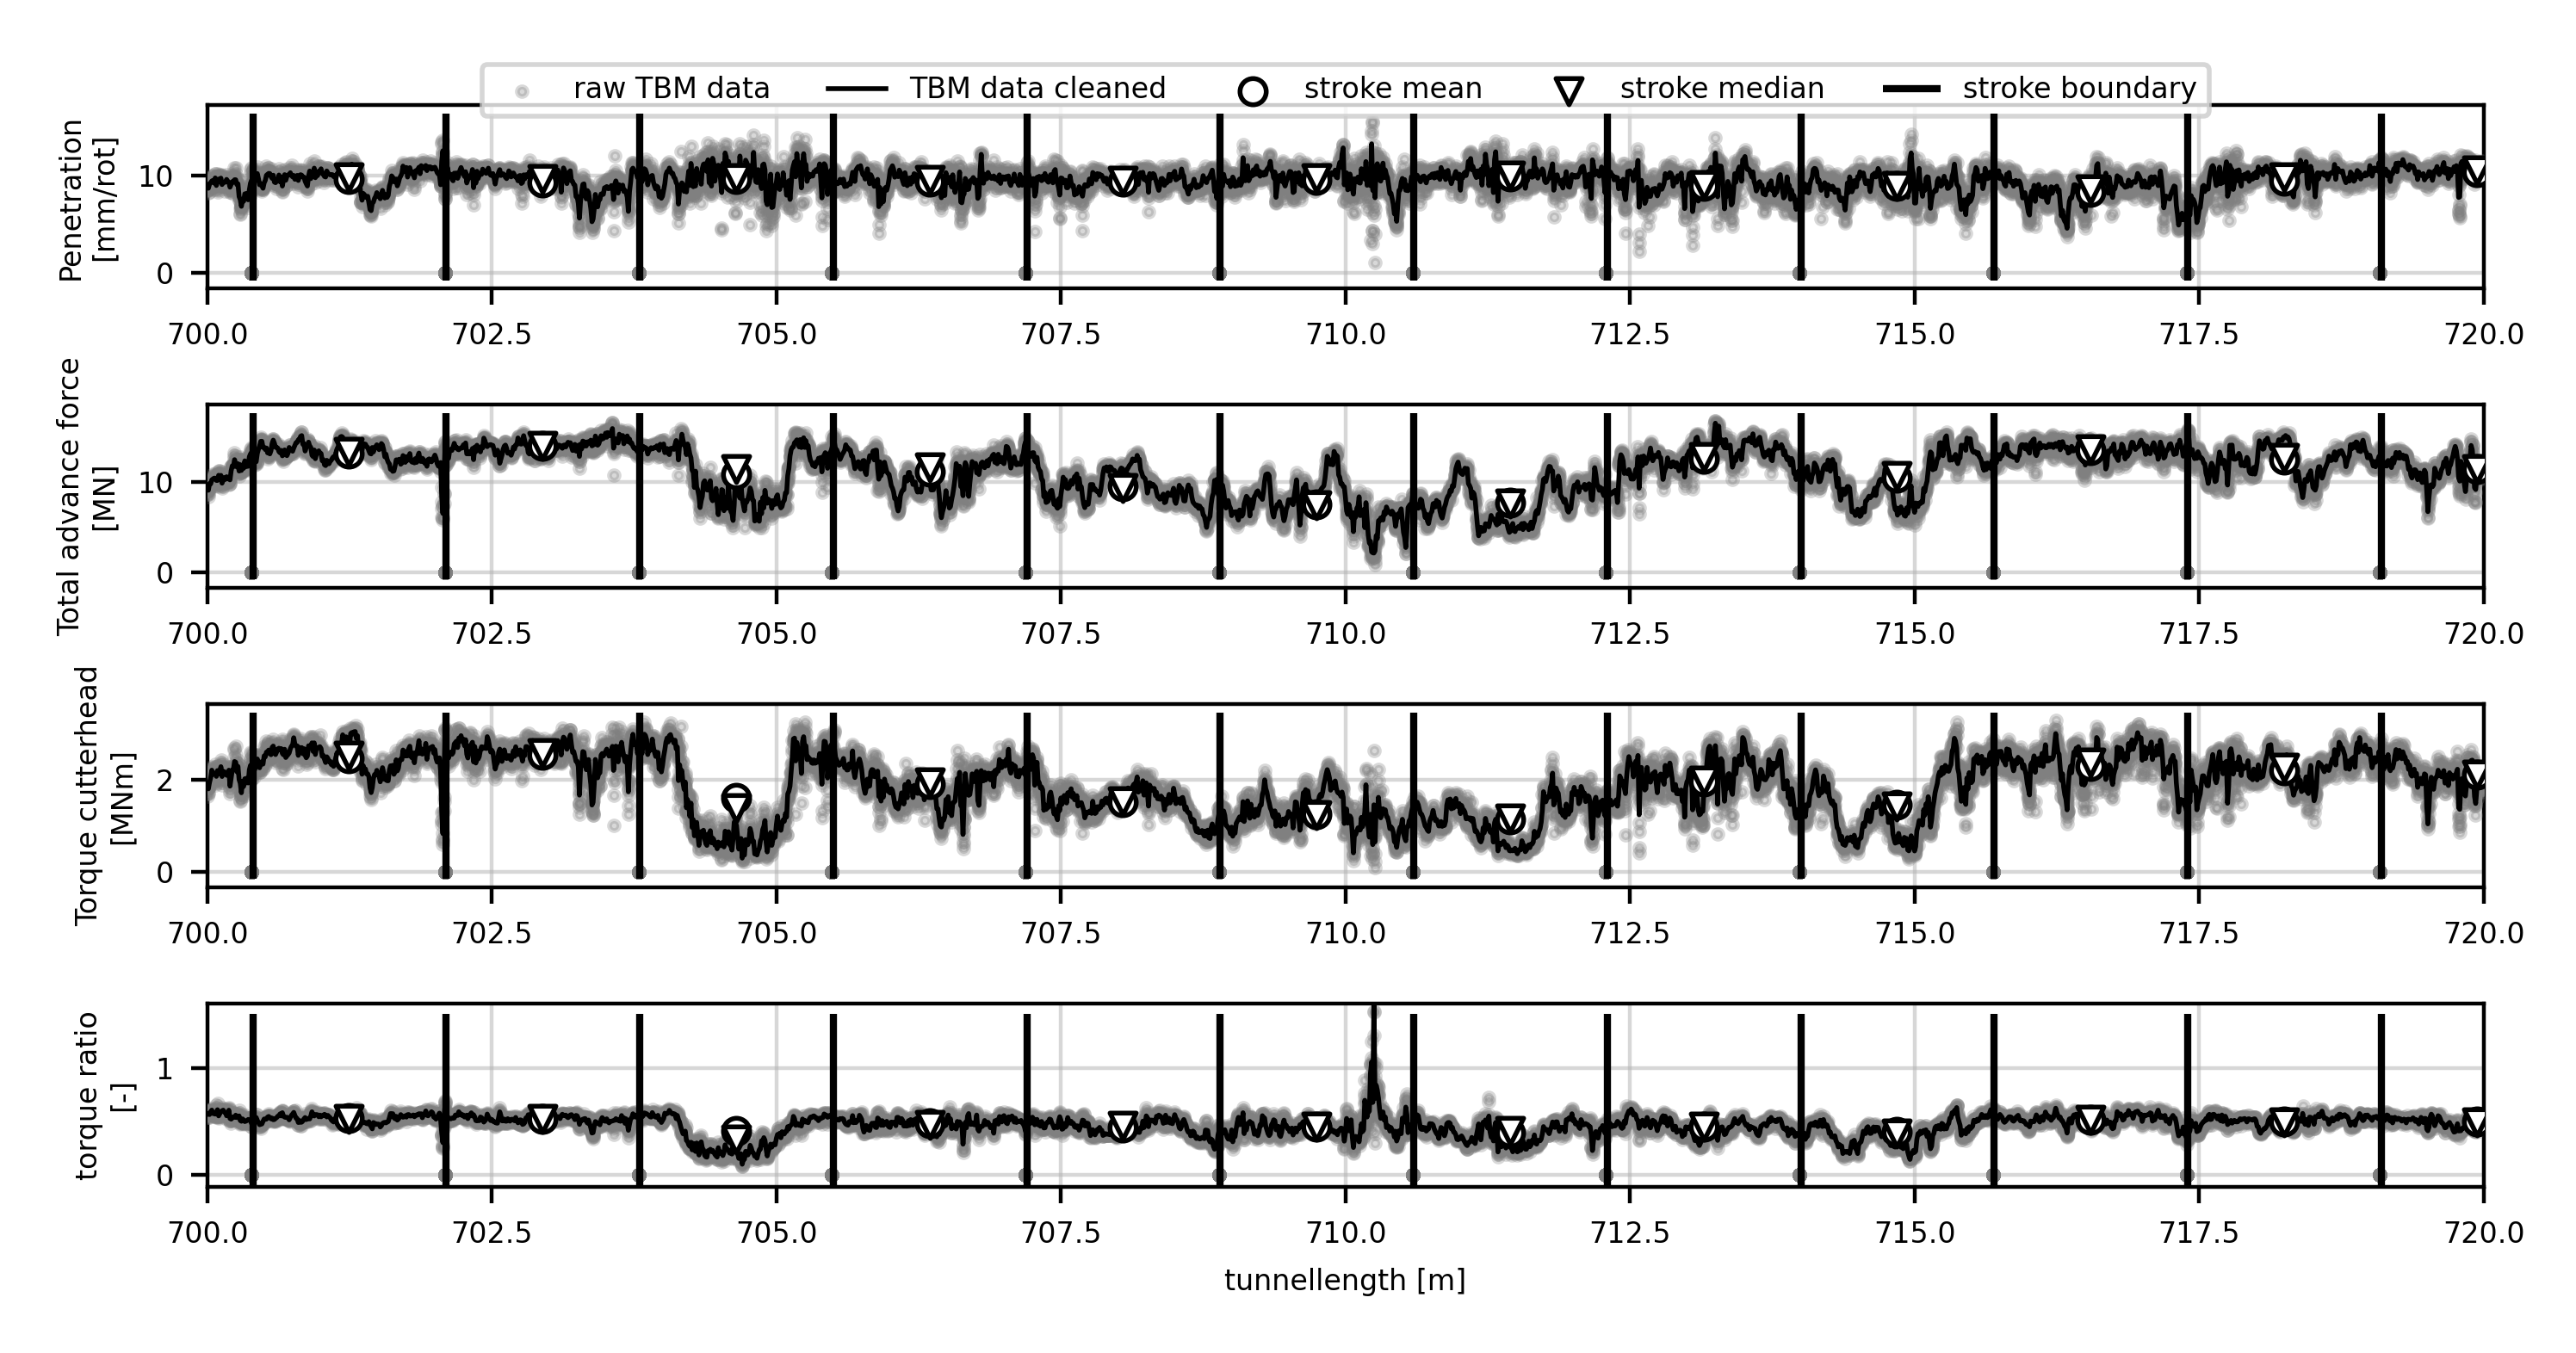 raw TBM data TBM data cleaned stroke mean stroke median stroke boundary
Penetration
[mm/rot]
10
0
700.0 702.5 705.0 707.5 710.0 712.5 715.0 717.5 720.0
Total advance force
[MN]
10
0
700.0 702.5 705.0 707.5 710.0 712.5 715.0 717.5 720.0
Torque cutterhead
[MNm]
2
0
700.0 702.5 705.0 707.5 710.0 712.5 715.0 717.5 720.0
torque ratio
[-]
1
0
700.0 702.5 705.0 707.5 710.0 712.5 715.0 717.5 720.0
tunnellength [m]